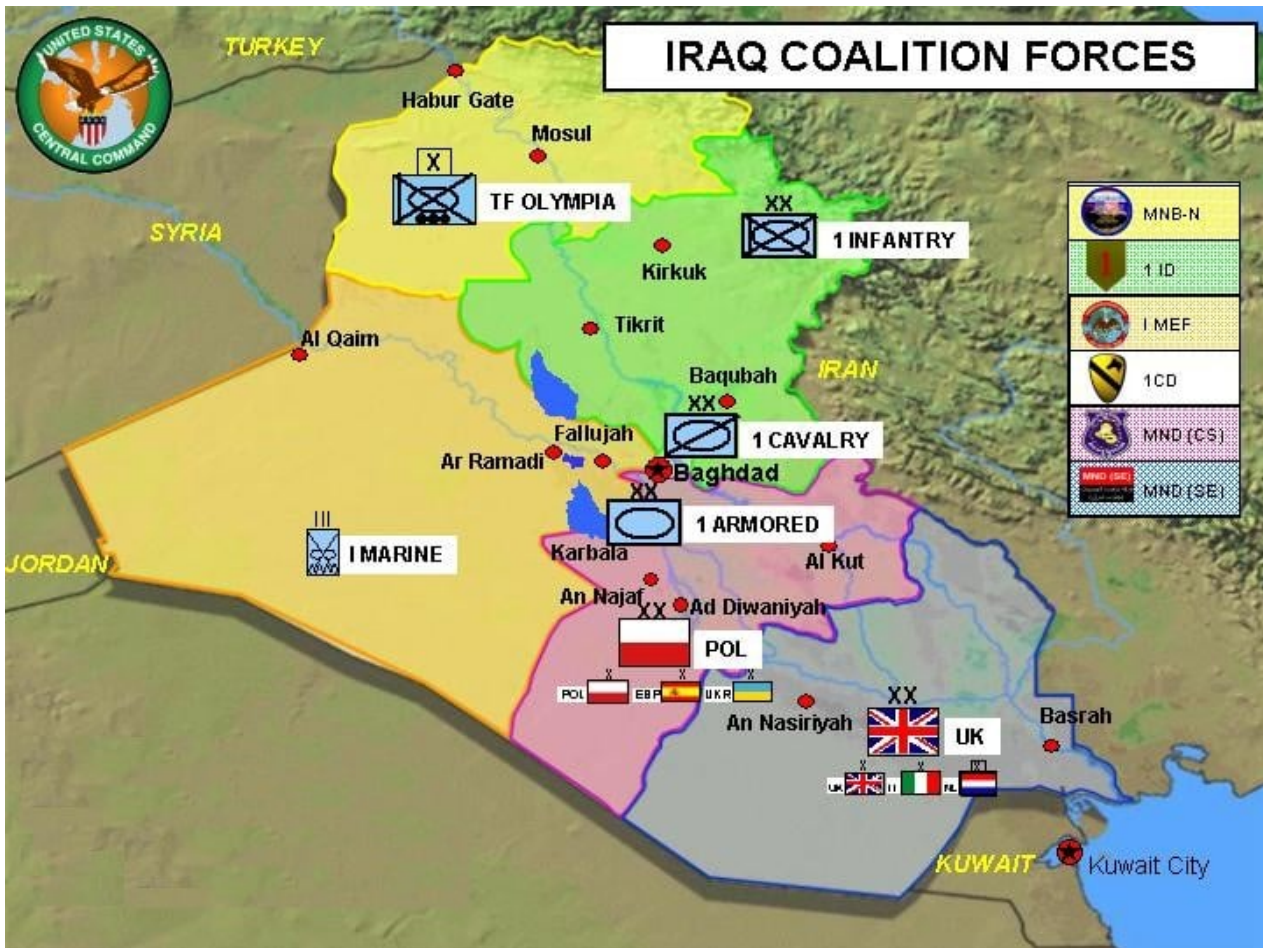 UNITED STATES
CENTRAL COMMAND
IRAQ COALITION FORCES
TURKEY
Habur Gate
Mosul
X
TF OLYMPIA
XX
1 INFANTRY
SYRIA
Kirkuk
MNB-N
1 ID
I MEF
1CD
MND (CS)
MND (SE)
MND (SE)
Tikrit
Al Qaim
IRAN
Baqubah
XX
1 CAVALRY
Fallujah
Ar Ramadi
Baghdad
XX
1 ARMORED
III
I MARINE
Karbala
Al Kut
JORDAN
An Najaf
XX
Ad Diwaniyah
POL
X
X
X
POL
EBP
UKR
An Nasiriyah
XX
UK
Basrah
X
X
UK
IT
NL
KUWAIT
Kuwait City